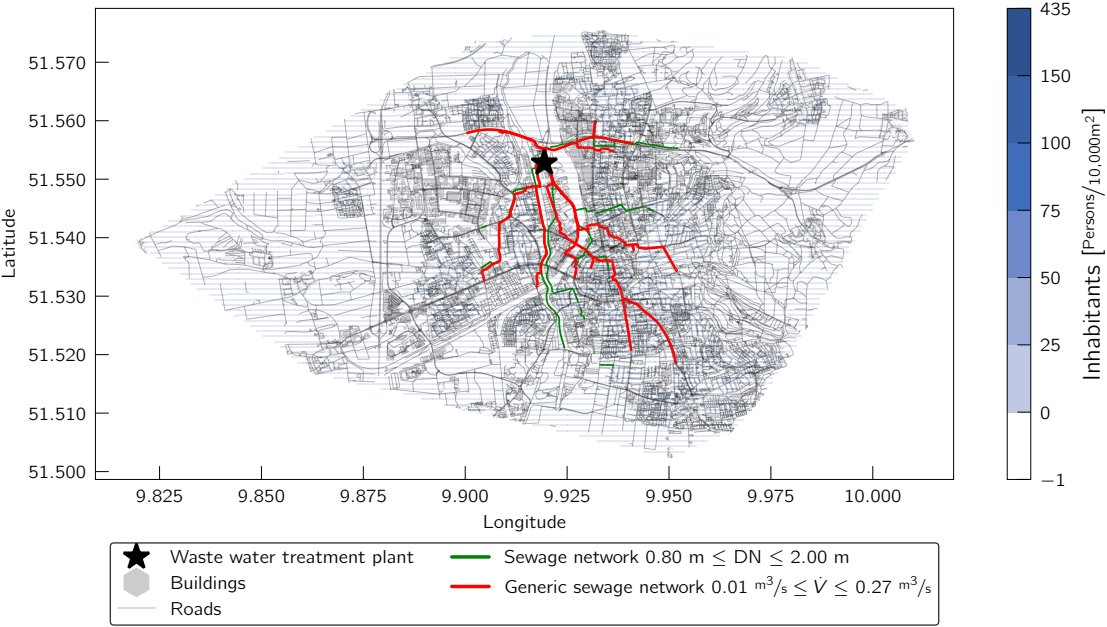 51.570
51.560
51.550
51.540
51.530
51.520
51.510
51.500
Latitude
9.825 9.850 9.875 9.900 9.925 9.950 9.975 10.000
Longitude
435
150
100
75
50
25
0
−1
Inhabitants [Persons/10,000m²]
Waste water treatment plant
Buildings
Roads
Sewage network 0.80 m ≤ DN ≤ 2.00 m
Generic sewage network 0.01 m³/s ≤ V̇ ≤ 0.27 m³/s